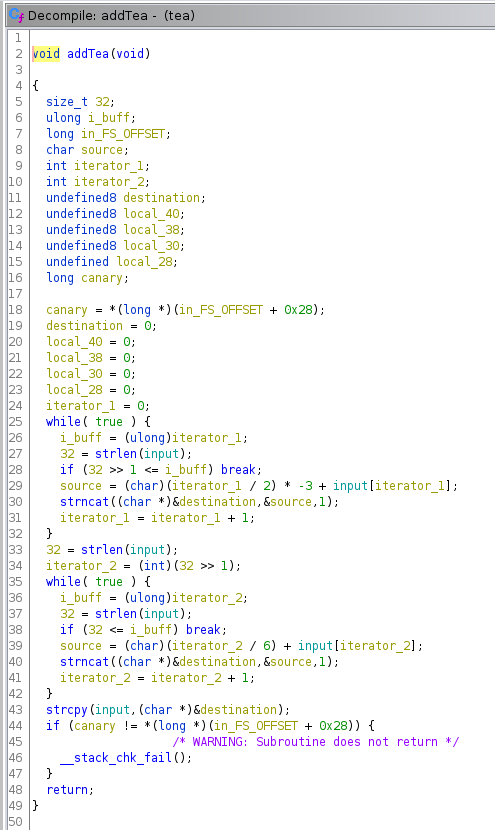 Decompile: addTea - (tea)
1
2 void addTea(void)
3
4 {
5 size_t 32;
6 ulong i_buff;
7 long in_FS_OFFSET;
8 char source;
9 int iterator_1;
10 int iterator_2;
11 undefined8 destination;
12 undefined8 local_40;
13 undefined8 local_38;
14 undefined8 local_30;
15 undefined local_28;
16 long canary;
17
18 canary = *(long *)(in_FS_OFFSET + 0x28);
19 destination = 0;
20 local_40 = 0;
21 local_38 = 0;
22 local_30 = 0;
23 local_28 = 0;
24 iterator_1 = 0;
25 while( true ) {
26 i_buff = (ulong)iterator_1;
27 32 = strlen(input);
28 if (32 >> 1 <= i_buff) break;
29 source = (char)(iterator_1 / 2) * -3 + input[iterator_1];
30 strncat((char *)&destination,&source,1);
31 iterator_1 = iterator_1 + 1;
32 }
33 32 = strlen(input);
34 iterator_2 = (int)(32 >> 1);
35 while( true ) {
36 i_buff = (ulong)iterator_2;
37 32 = strlen(input);
38 if (32 <= i_buff) break;
39 source = (char)(iterator_2 / 6) + input[iterator_2];
40 strncat((char *)&destination,&source,1);
41 iterator_2 = iterator_2 + 1;
42 }
43 strcpy(input,(char *)&destination);
44 if (canary != *(long *)(in_FS_OFFSET + 0x28)) {
45 /* WARNING: Subroutine does not return */
46 __stack_chk_fail();
47 }
48 return;
49 }
50